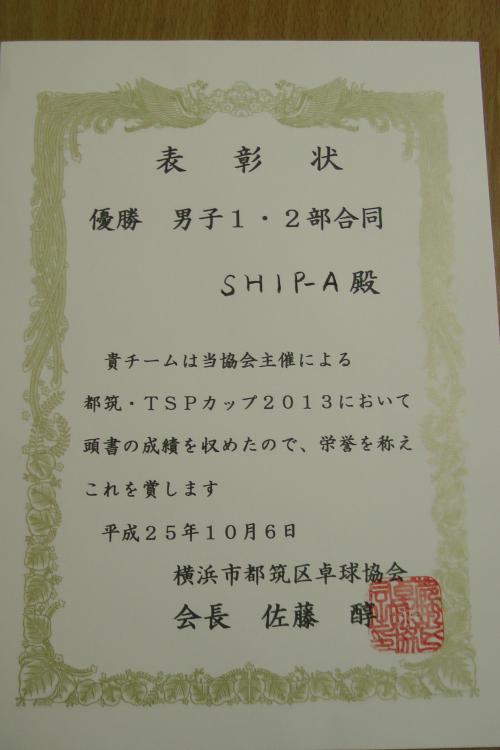 表彰状
優勝　男子１・２部合同
SHIP-A 殿
貴チームは当協会主催による
都筑・ＴＳＰカップ２０１３において
頭書の成績を収めたので、栄誉を称え
これを賞します
平成２５年１０月６日
横浜市都筑区卓球協会
会長　佐藤　醇